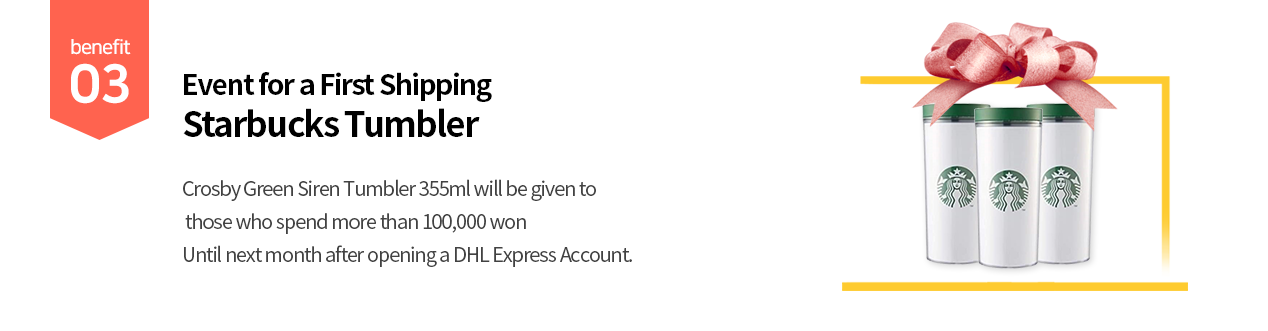 benefit
03
Event for a First Shipping
Starbucks Tumbler
Crosby Green Siren Tumbler 355ml will be given to
those who spend more than 100,000 won
Until next month after opening a DHL Express Account.